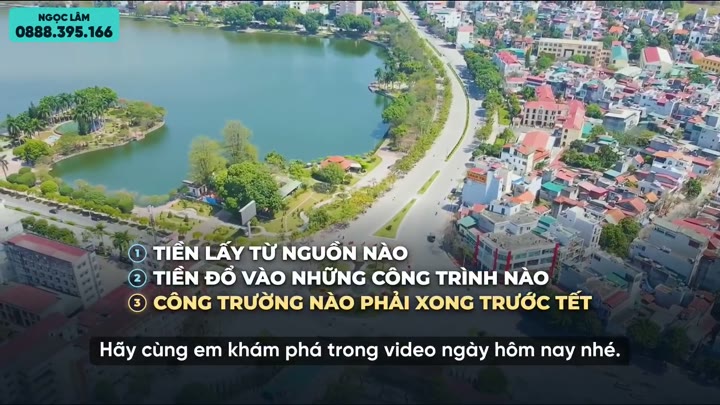 NGỌC LÂM
0888.395.166
1 TIỀN LẤY TỪ NGUỒN NÀO
2 TIỀN ĐỔ VÀO NHỮNG CÔNG TRÌNH NÀO
3 CÔNG TRƯỜNG NÀO PHẢI XONG TRƯỚC TẾT
Hãy cùng em khám phá trong video ngày hôm nay nhé.